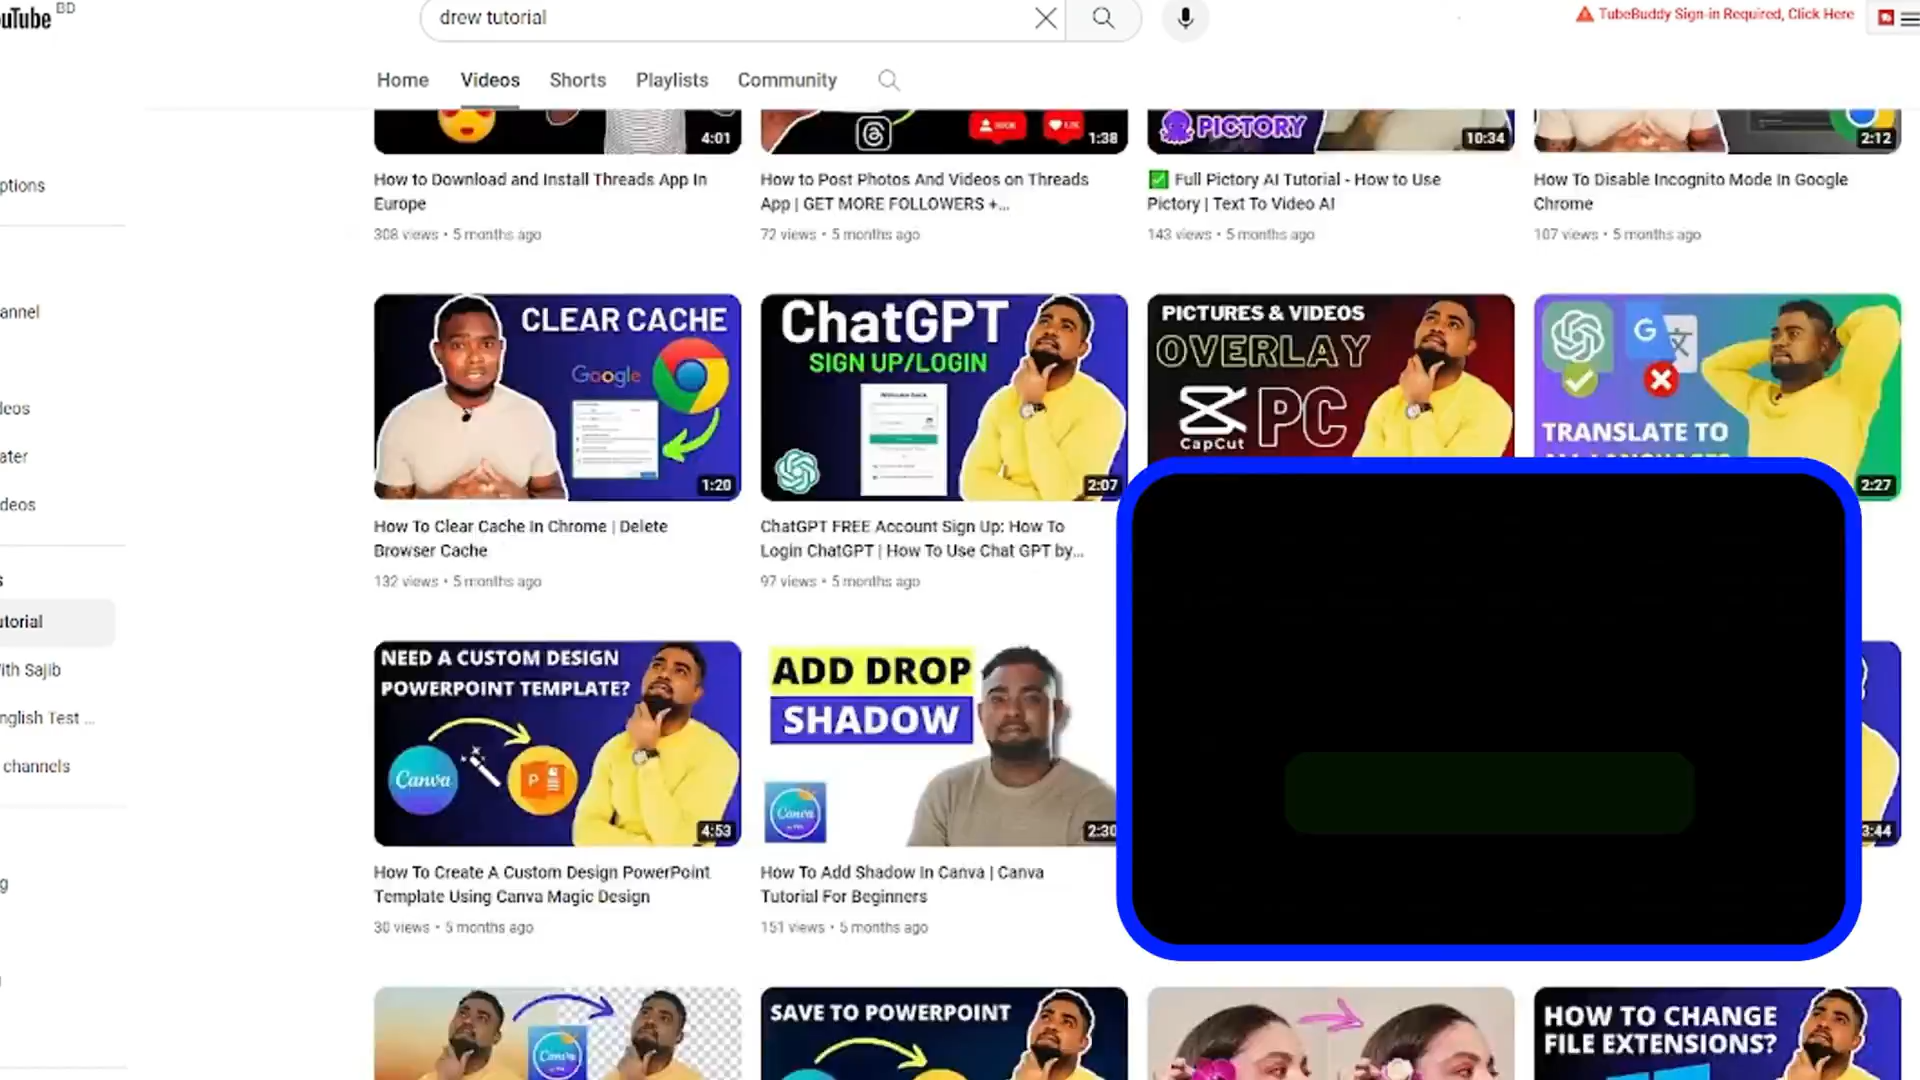 BD
drew tutorial
TubeBuddy Sign-in Required, Click Here
Home Videos Shorts Playlists Community
4:01
1:38
PICTORY
10:34
2:12
How to Download and Install Threads App In
Europe
308 views • 5 months ago
How to Post Photos And Videos on Threads
App | GET MORE FOLLOWERS +...
72 views • 5 months ago
✅ Full Pictory AI Tutorial - How to Use
Pictory | Text To Video AI
143 views • 5 months ago
How To Disable Incognito Mode In Google
Chrome
107 views • 5 months ago
CLEAR CACHE
Google
1:20
ChatGPT
SIGN UP/LOGIN
2:07
PICTURES & VIDEOS
OVERLAY
CapCut PC
TRANSLATE TO
2:27
How To Clear Cache In Chrome | Delete
Browser Cache
132 views • 5 months ago
ChatGPT FREE Account Sign Up: How To
Login ChatGPT | How To Use Chat GPT by...
97 views • 5 months ago
NEED A CUSTOM DESIGN
POWERPOINT TEMPLATE?
Canva
P
4:53
ADD DROP
SHADOW
Canva
2:30
3:44
How To Create A Custom Design PowerPoint
Template Using Canva Magic Design
30 views • 5 months ago
How To Add Shadow In Canva | Canva
Tutorial For Beginners
151 views • 5 months ago
Canva
SAVE TO POWERPOINT
HOW TO CHANGE
FILE EXTENSIONS?
uTube
ptions
annel
deos
ater
deos
s
utorial
ith Sajib
nglish Test ...
channels
g